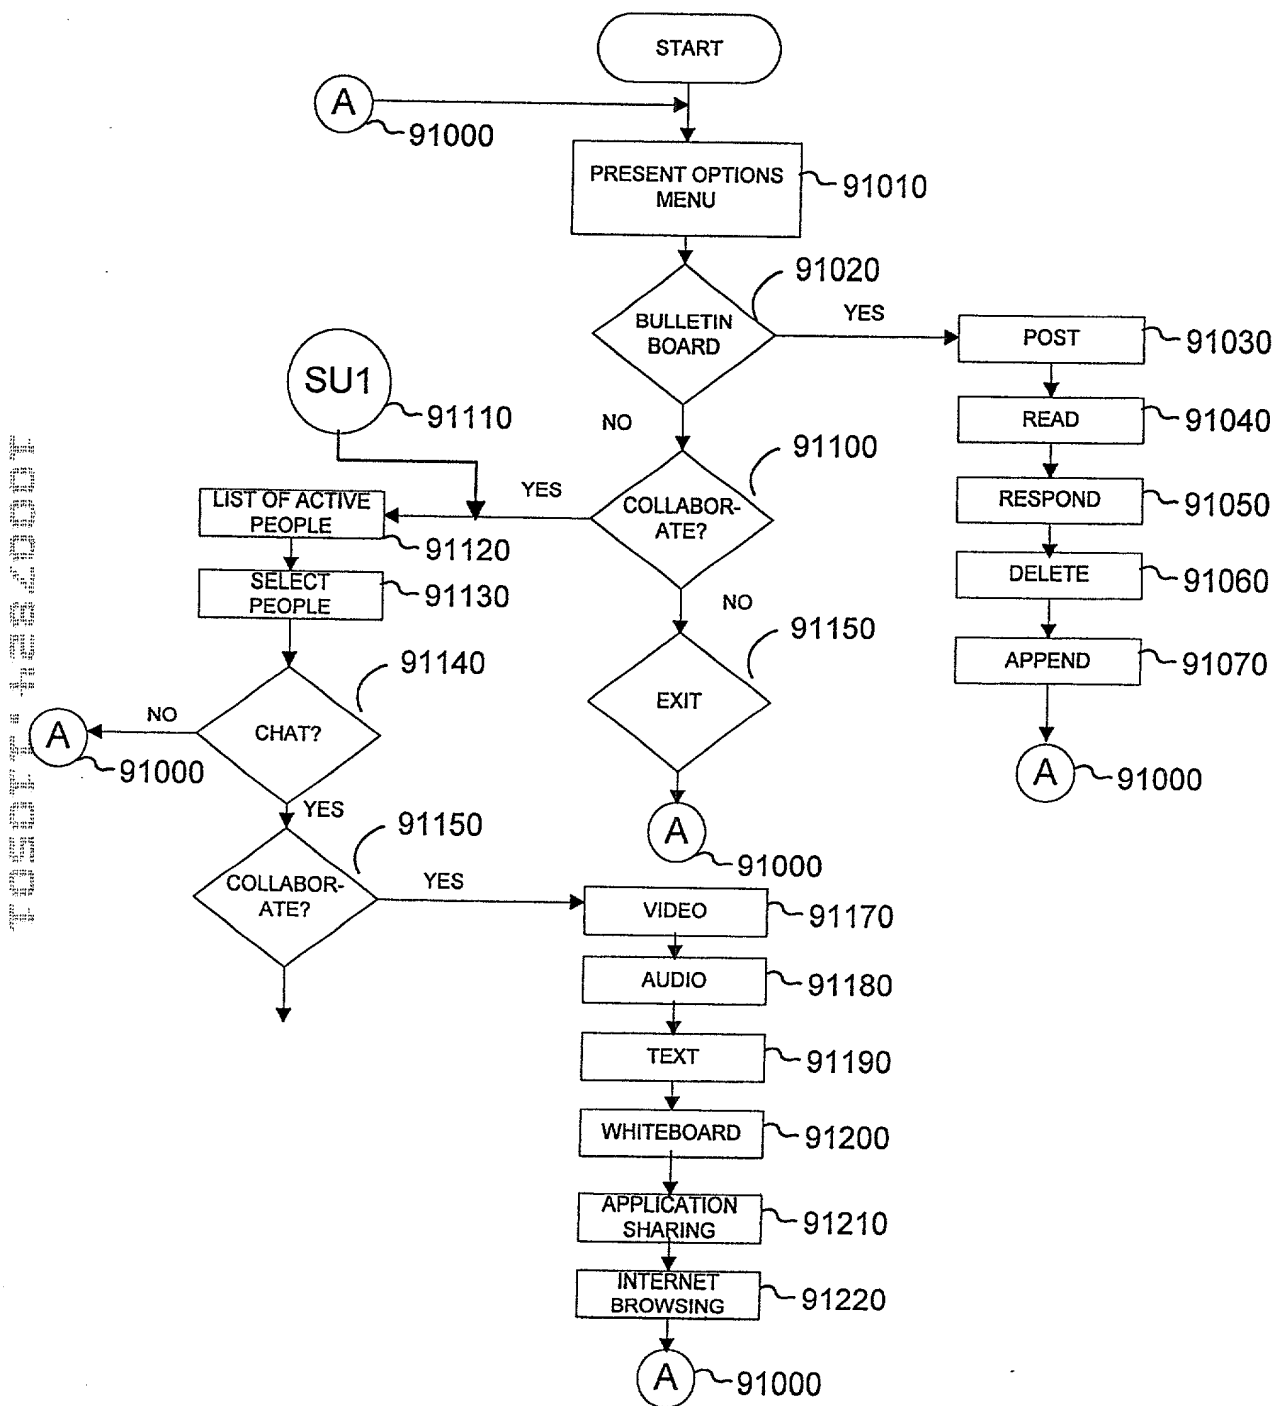 START
A
91000
PRESENT OPTIONS
MENU
91010
91020
BULLETIN
BOARD
YES
POST
91030
READ
91040
RESPOND
91050
DELETE
91060
APPEND
91070
A
91000
NO
SU1
91110
91100
COLLABOR-
ATE?
YES
LIST OF ACTIVE
PEOPLE
91120
SELECT
PEOPLE
91130
NO
91150
EXIT
A
91000
91140
CHAT?
NO
A
91000
YES
91150
COLLABOR-
ATE?
YES
VIDEO
91170
AUDIO
91180
TEXT
91190
WHITEBOARD
91200
APPLICATION
SHARING
91210
INTERNET
BROWSING
91220
A
91000